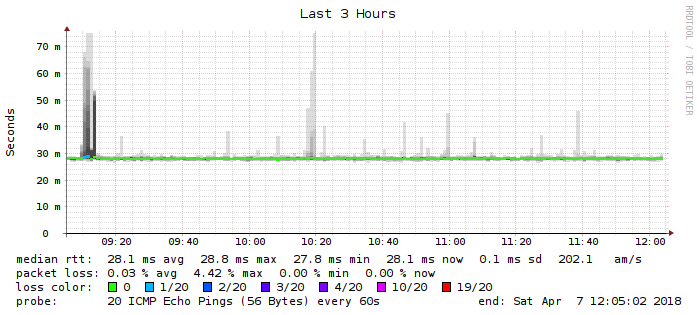 Last 3 Hours
RRDTOOL / TOBI OETIKER
Seconds
70 m
60 m
50 m
40 m
30 m
20 m
10 m
0
09:20 09:40 10:00 10:20 10:40 11:00 11:20 11:40 12:00
median rtt: 28.1 ms avg 28.8 ms max 27.8 ms min 28.1 ms now 0.1 ms sd 202.1 am/s
packet loss: 0.03 % avg 4.42 % max 0.00 % min 0.00 % now
loss color: 0 1/20 2/20 3/20 4/20 10/20 19/20
probe: 20 ICMP Echo Pings (56 Bytes) every 60s end: Sat Apr 7 12:05:02 2018